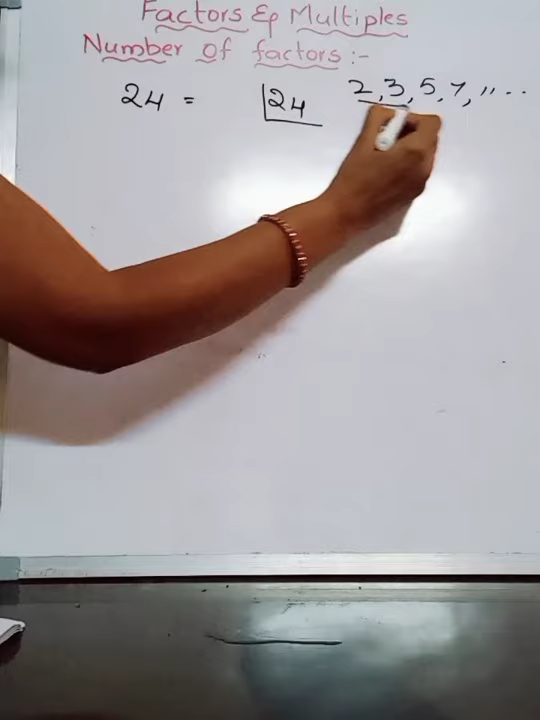 Factors & Multiples
Number of factors :-
24 = 24 2, 3, 5, 7, 11 ...